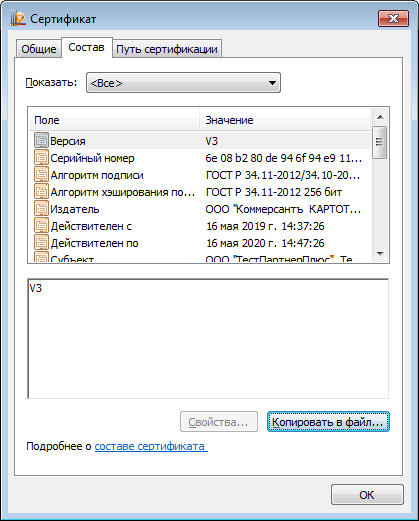 Сертификат
Общие Состав Путь сертификации
Показать: <Все>
Поле Значение
Версия V3
Серийный номер 6e 08 b2 80 de 94 6f 94 e9 11...
Алгоритм подписи ГОСТ Р 34.11-2012/34.10-20...
Алгоритм хэширования по... ГОСТ Р 34.11-2012 256 бит
Издатель ООО "Коммерсантъ КАРТОТ...
Действителен с 16 мая 2019 г. 14:37:26
Действителен по 16 мая 2020 г. 14:47:26
Субъект ООО "ТестПартнерПлюс", Те...
V3
Свойства... Копировать в файл...
Подробнее о составе сертификата
OK